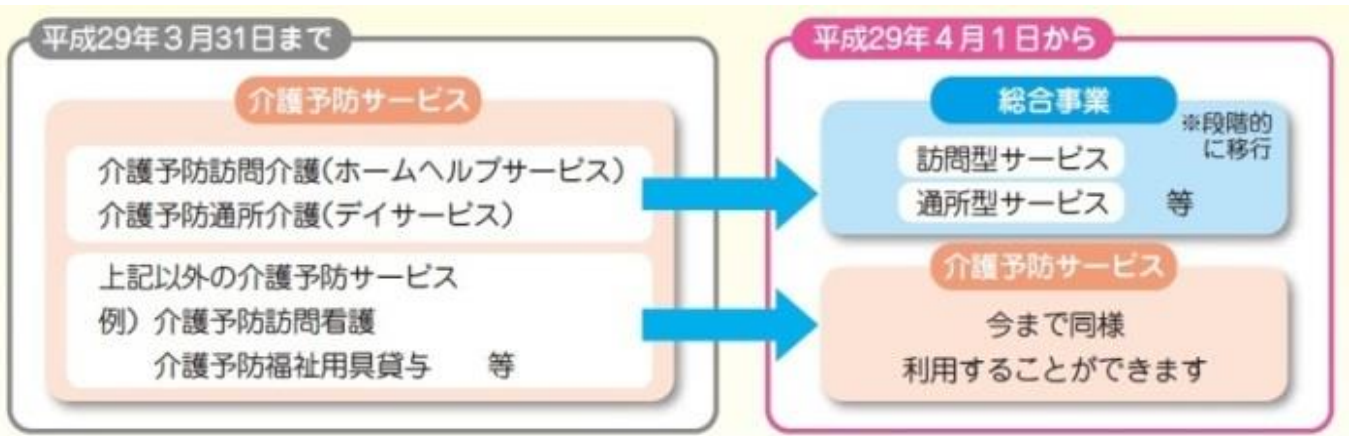 平成29年3月31日まで
介護予防サービス
介護予防訪問介護(ホームヘルプサービス)
介護予防通所介護(デイサービス)
上記以外の介護予防サービス
例）介護予防訪問看護
介護予防福祉用具貸与 等
平成29年4月1日から
総合事業
※段階的
に移行
訪問型サービス
通所型サービス 等
介護予防サービス
今まで同様
利用することができます